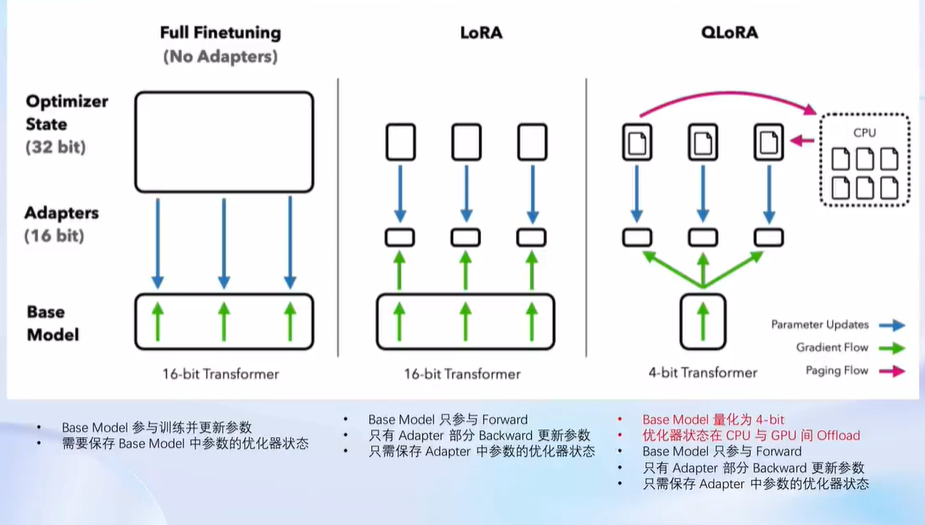 Full Finetuning
(No Adapters)
LoRA
QLoRA
Optimizer
State
(32 bit)
CPU
Adapters
(16 bit)
Base
Model
Parameter Updates
Gradient Flow
Paging Flow
16-bit Transformer
16-bit Transformer
4-bit Transformer
• Base Model 参与训练并更新参数
• 需要保存 Base Model 中参数的优化器状态
• Base Model 只参与 Forward
• 只有 Adapter 部分 Backward 更新参数
• 只需保存 Adapter 中参数的优化器状态
• Base Model 量化为 4-bit
• 优化器状态在 CPU 与 GPU 间 Offload
• Base Model 只参与 Forward
• 只有 Adapter 部分 Backward 更新参数
• 只需保存 Adapter 中参数的优化器状态